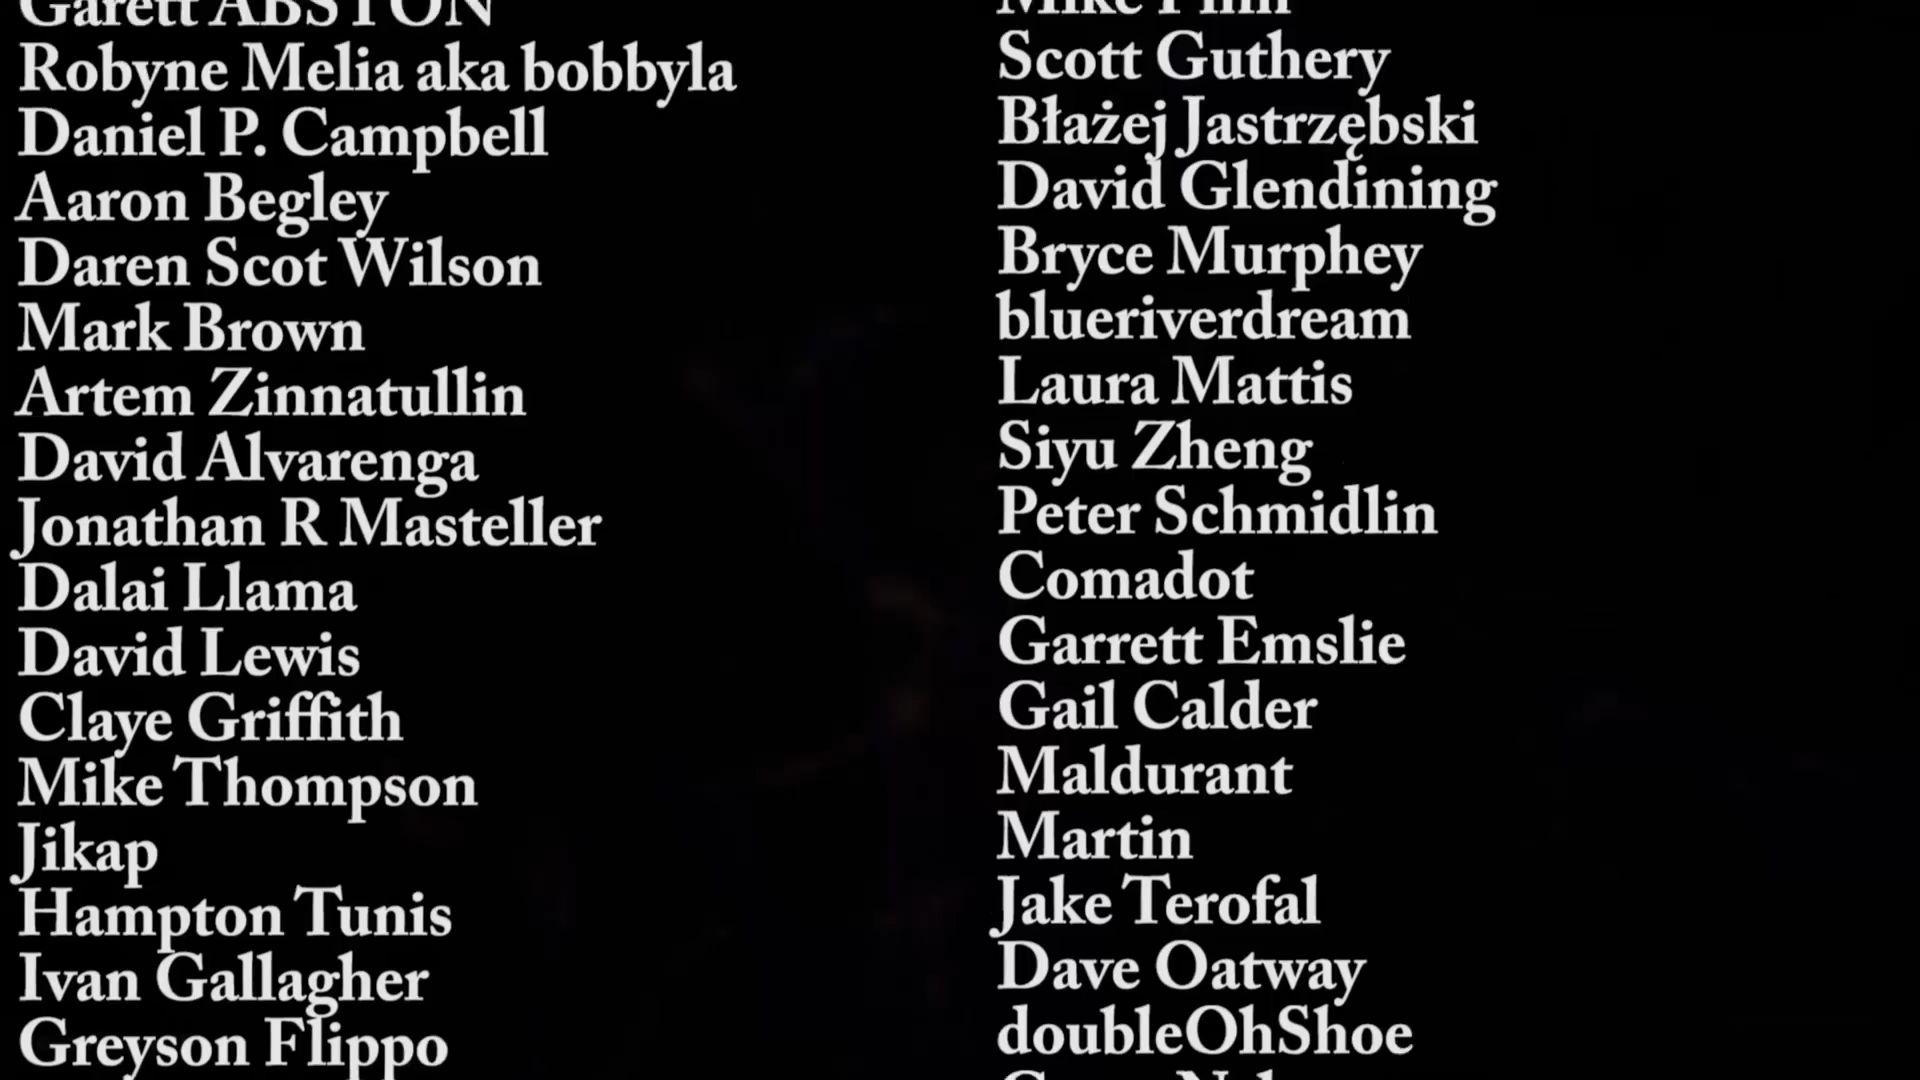 Garett ABSTON
Robyne Melia aka bobbyla
Daniel P. Campbell
Aaron Begley
Daren Scot Wilson
Mark Brown
Artem Zinnatullin
David Alvarenga
Jonathan R Masteller
Dalai Llama
David Lewis
Claye Griffith
Mike Thompson
Jikap
Hampton Tunis
Ivan Gallagher
Greyson Flippo
Mike
Scott Guthery
Błażej Jastrzębski
David Glendining
Bryce Murphey
blueriverdream
Laura Mattis
Siyu Zheng
Peter Schmidlin
Comadot
Garrett Emslie
Gail Calder
Maldurant
Martin
Jake Terofal
Dave Oatway
doubleOhShoe